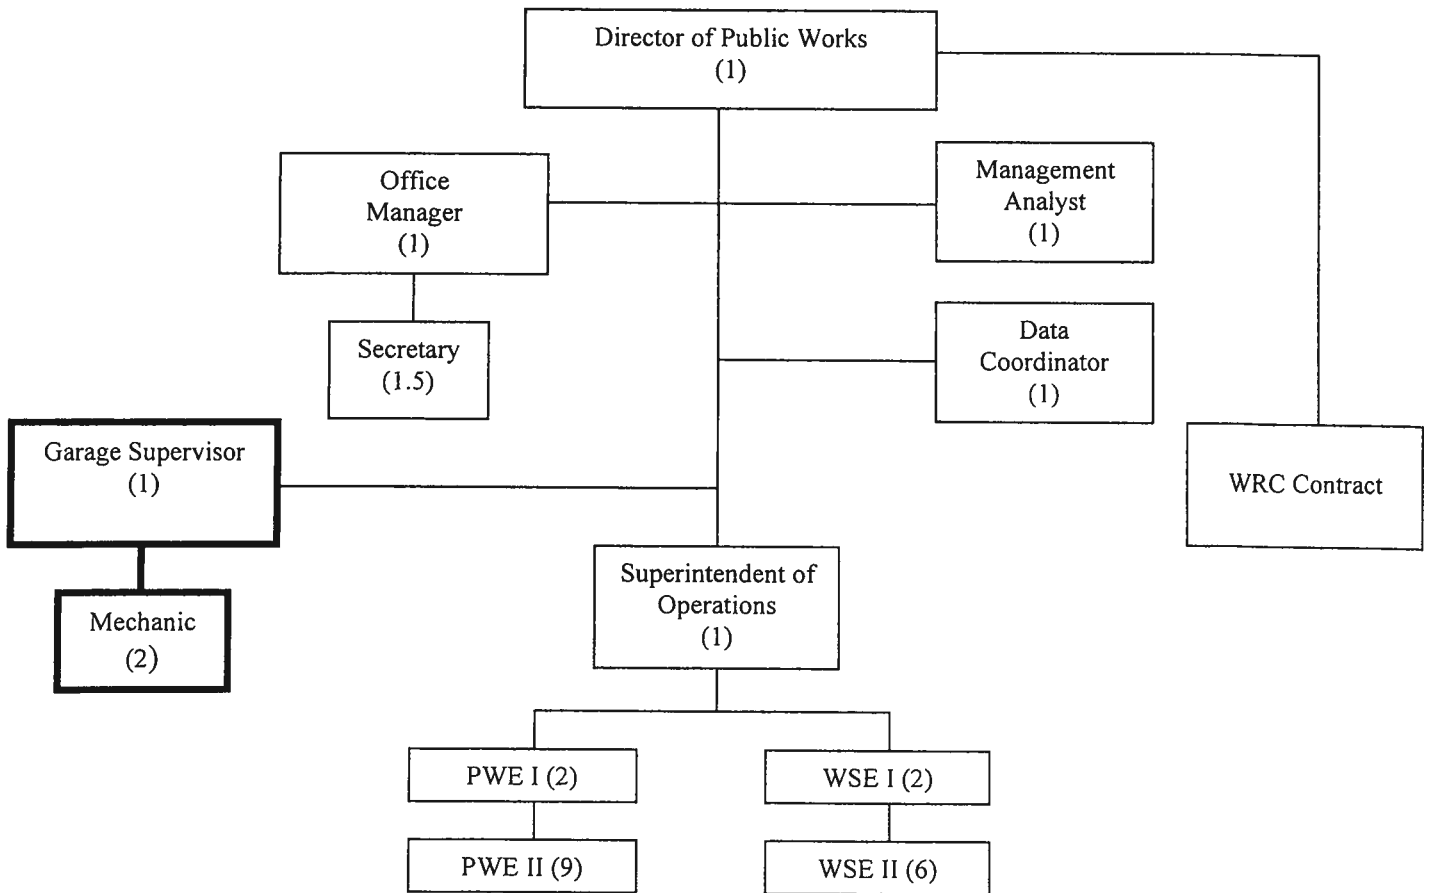 Director of Public Works
(1)
Office
Manager
(1)
Management
Analyst
(1)
Secretary
(1.5)
Data
Coordinator
(1)
Garage Supervisor
(1)
WRC Contract
Mechanic
(2)
Superintendent of
Operations
(1)
PWE I (2)
WSE I (2)
PWE II (9)
WSE II (6)